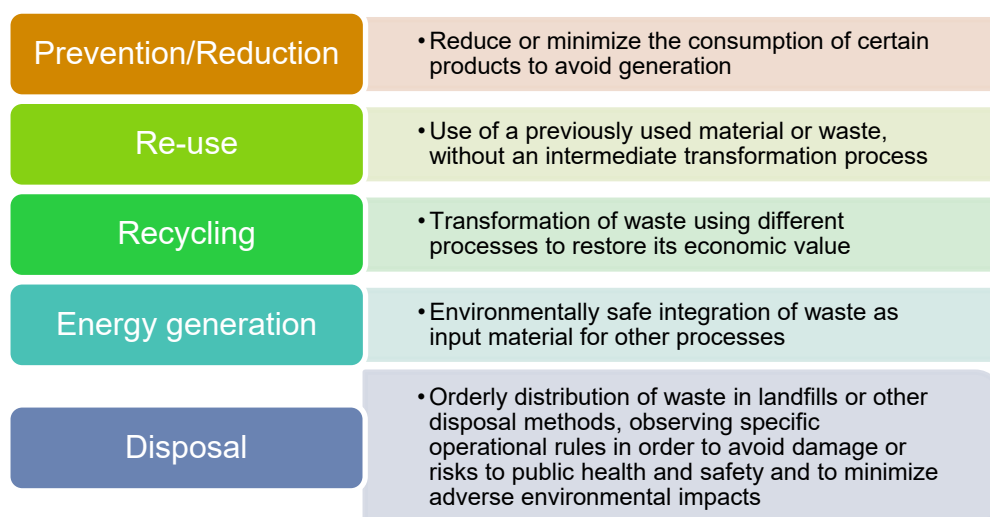 Prevention/Reduction
• Reduce or minimize the consumption of certain
products to avoid generation
Re-use
• Use of a previously used material or waste,
without an intermediate transformation process
Recycling
• Transformation of waste using different
processes to restore its economic value
Energy generation
• Environmentally safe integration of waste as
input material for other processes
Disposal
• Orderly distribution of waste in landfills or other
disposal methods, observing specific
operational rules in order to avoid damage or
risks to public health and safety and to minimize
adverse environmental impacts